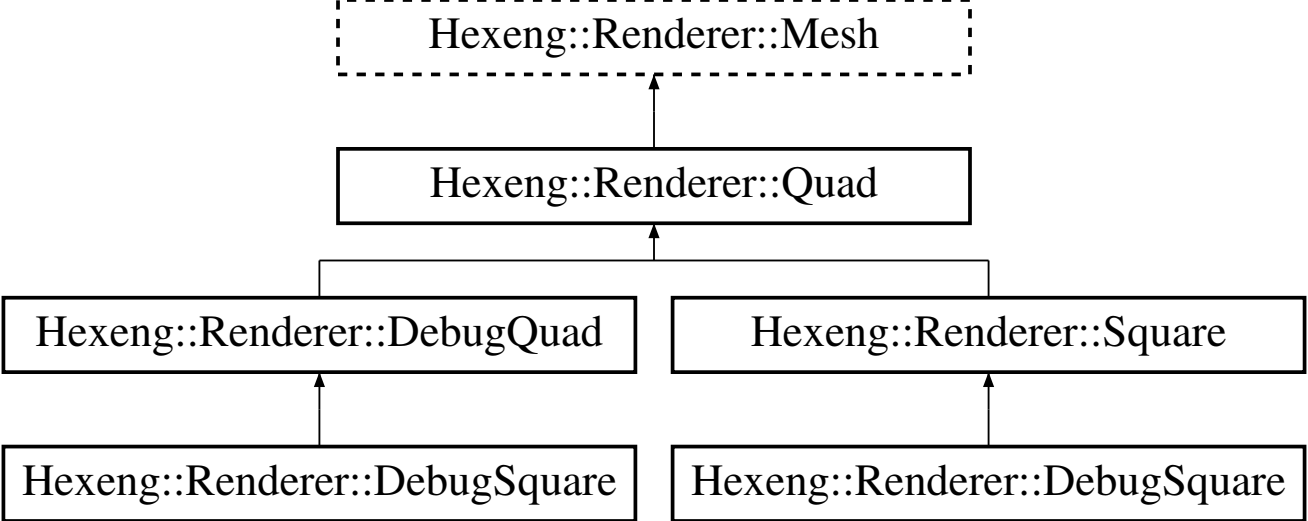 Hexeng::Renderer::Mesh
Hexeng::Renderer::Quad
Hexeng::Renderer::DebugQuad
Hexeng::Renderer::Square
Hexeng::Renderer::DebugSquare
Hexeng::Renderer::DebugSquare